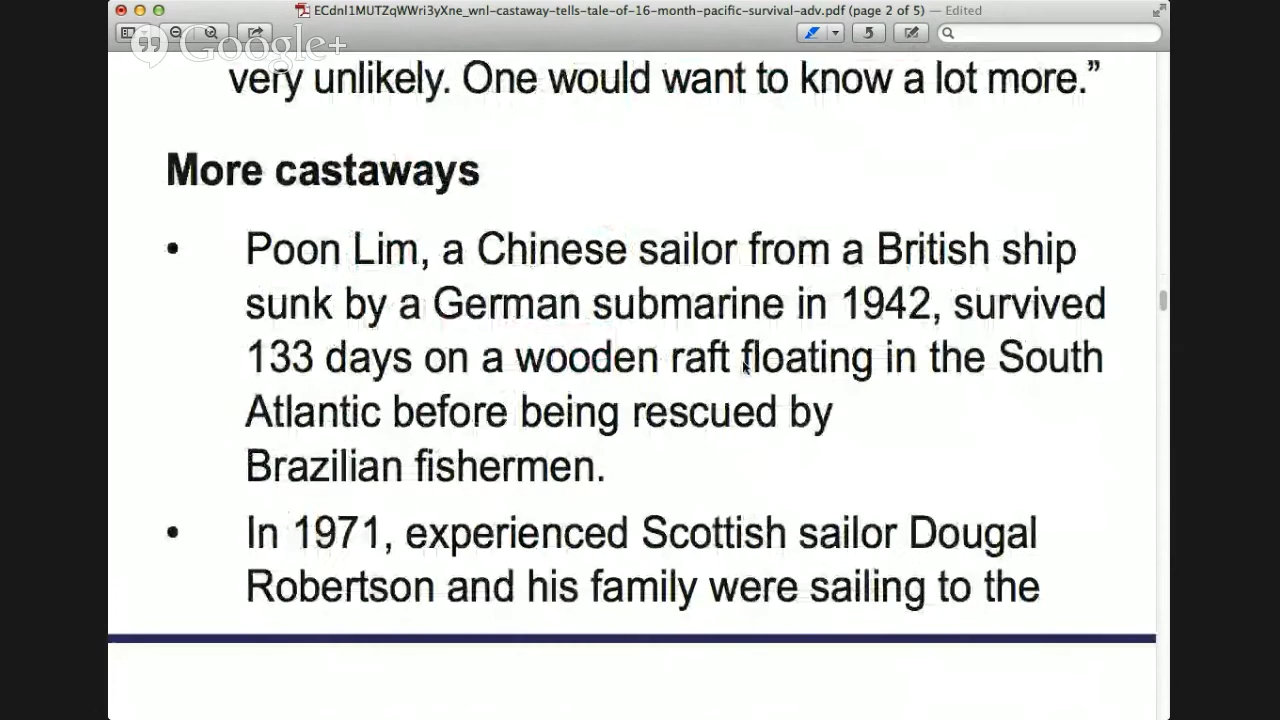 ECdnl1MUTZqWWri3yXne_wnl-castaway-tells-tale-of-16-month-pacific-survival-adv.pdf (page 2 of 5) — Edited
Google+
very unlikely. One would want to know a lot more.”
More castaways
• Poon Lim, a Chinese sailor from a British ship
sunk by a German submarine in 1942, survived
133 days on a wooden raft floating in the South
Atlantic before being rescued by
Brazilian fishermen.
• In 1971, experienced Scottish sailor Dougal
Robertson and his family were sailing to the